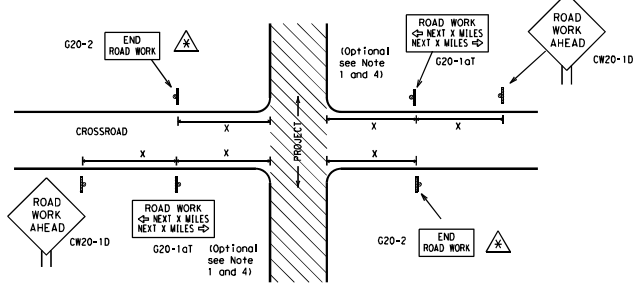 ROAD
WORK
AHEAD
CW20-1D
ROAD WORK
⇦ NEXT X MILES
NEXT X MILES ⇨
G20-1aT
(Optional
see Note
1 and 4)
G20-2
END
ROAD WORK
*
X
X
X
CROSSROAD
PROJECT
X
X
X
ROAD
WORK
AHEAD
CW20-1D
ROAD WORK
⇦ NEXT X MILES
NEXT X MILES ⇨
G20-1aT
(Optional
see Note
1 and 4)
G20-2
END
ROAD WORK
*